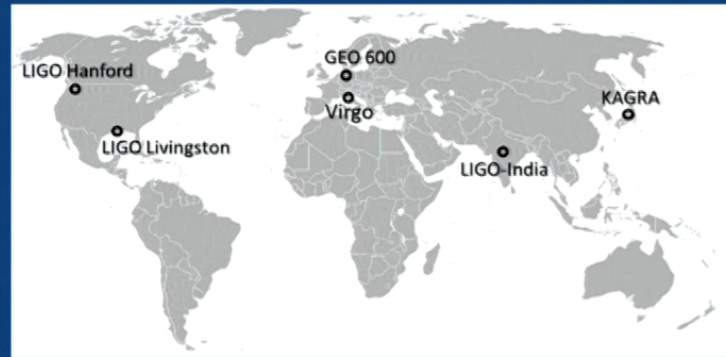 GEO 600
LIGO Hanford
KAGRA
Virgo
LIGO Livingston
LIGO-India